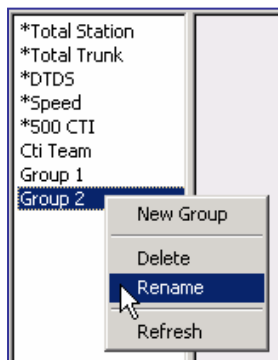 *Total Station
*Total Trunk
*DTDS
*Speed
*500 CTI
Cti Team
Group 1
Group 2
New Group
Delete
Rename
Refresh